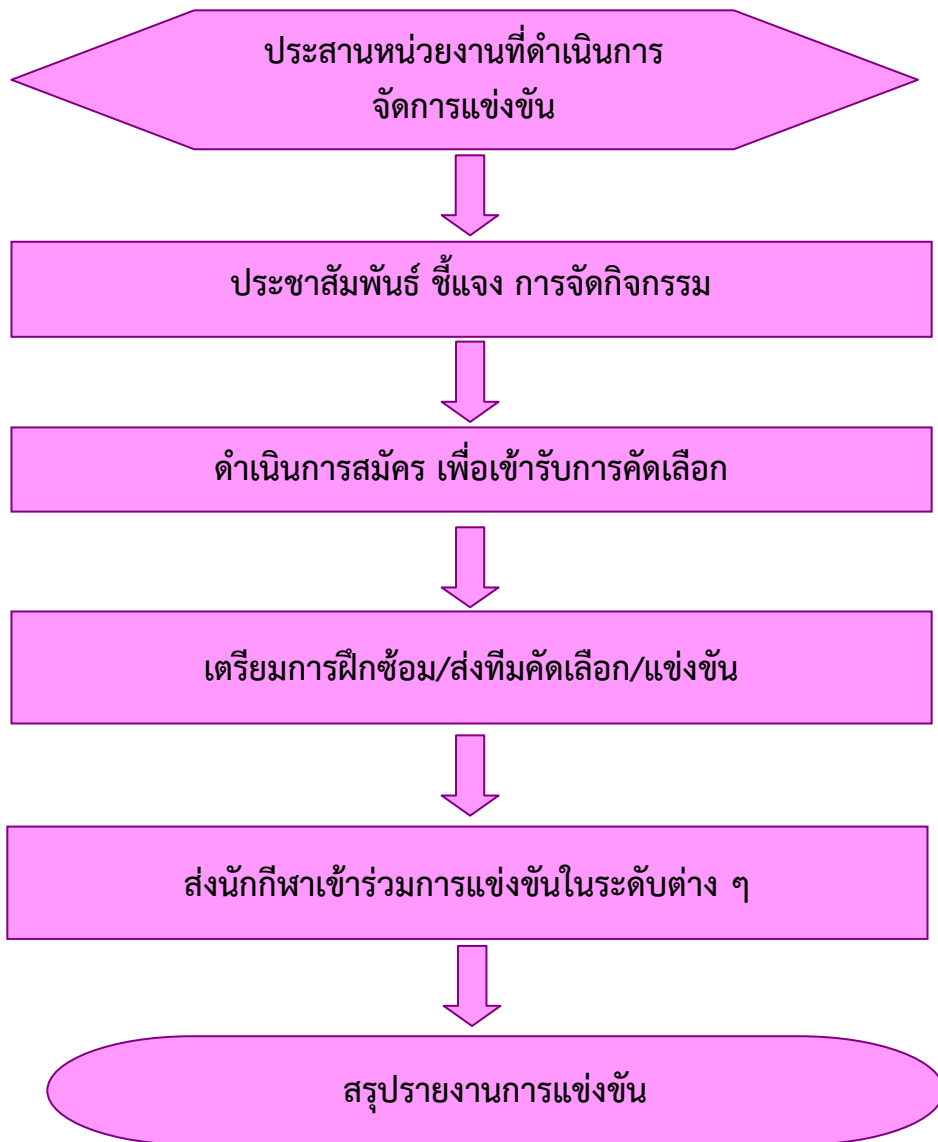 ประสานหน่วยงานที่ดำเนินการ
จัดการแข่งขัน
ประชาสัมพันธ์ ชี้แจง การจัดกิจกรรม
ดำเนินการสมัคร เพื่อเข้ารับการคัดเลือก
เตรียมการฝึกซ้อม/ส่งทีมคัดเลือก/แข่งขัน
ส่งนักกีฬาเข้าร่วมการแข่งขันในระดับต่าง ๆ
สรุปรายงานการแข่งขัน